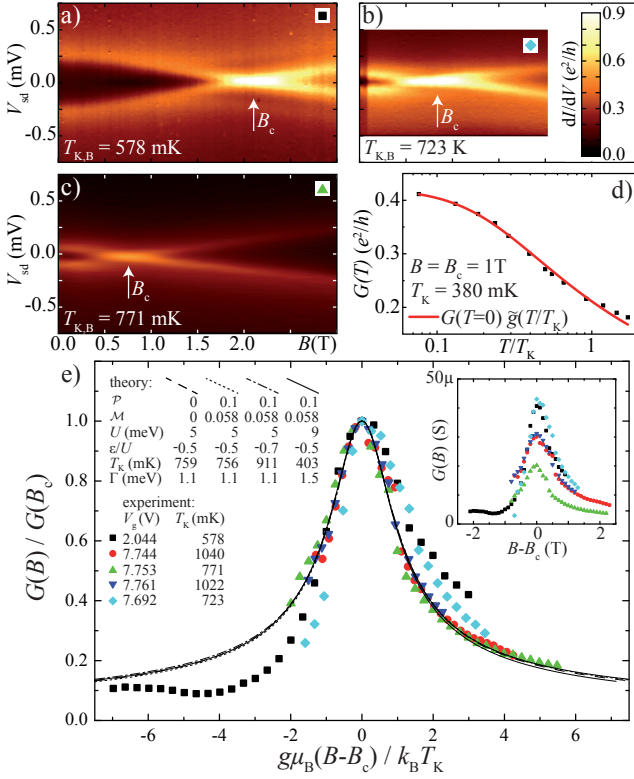 a)
0.5
0.0
-0.5
V_sd (mV)
B_c
T_K,B = 578 mK
b)
B_c
T_K,B = 723 K
0.9
0.6
0.3
0.0
dI/dV (e²/h)
c)
0.5
0.0
-0.5
V_sd (mV)
B_c
T_K,B = 771 mK
0.0 1.0 2.0 B(T)
d)
0.4
0.3
0.2
G(T) (e²/h)
B = B_c = 1T
T_K = 380 mK
G(T=0) g̃(T/T_K)
0.1 1
T/T_K
e)
theory:
𝒫 0 0.1 0.1 0.1
ℳ 0 0.058 0.058 0.058
U (meV) 5 5 5 9
ε/U -0.5 -0.5 -0.7 -0.5
T_K (mK) 759 756 911 403
Γ (meV) 1.1 1.1 1.1 1.5
experiment:
V_g (V) T_K (mK)
2.044 578
7.744 1040
7.753 771
7.761 1022
7.692 723
50μ
0
G(B) (S)
-2 -1 0 1 2
B-B_c (T)
1.0
0.8
0.6
0.4
0.2
0.0
G(B) / G(B_c)
-6 -4 -2 0 2 4 6
gμ_B(B-B_c) / k_BT_K